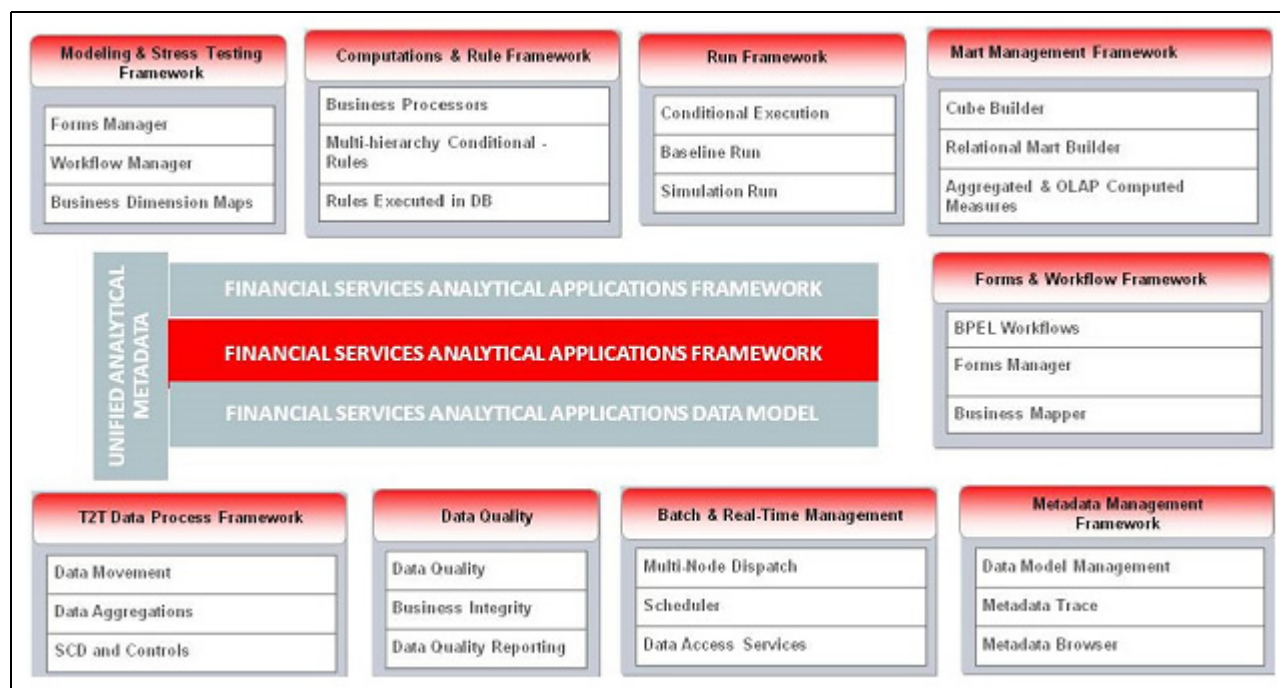 Modeling & Stress Testing
Framework
Forms Manager
Workflow Manager
Business Dimension Maps
Computations & Rule Framework
Business Processors
Multi-hierarchy Conditional -
Rules
Rules Executed in DB
Run Framework
Conditional Execution
Baseline Run
Simulation Run
Mart Management Framework
Cube Builder
Relational Mart Builder
Aggregated & OLAP Computed
Measures
UNIFIED ANALYTICAL
METADATA
FINANCIAL SERVICES ANALYTICAL APPLICATIONS FRAMEWORK
FINANCIAL SERVICES ANALYTICAL APPLICATIONS FRAMEWORK
FINANCIAL SERVICES ANALYTICAL APPLICATIONS DATA MODEL
Forms & Workflow Framework
BPEL Workflows
Forms Manager
Business Mapper
T2T Data Process Framework
Data Movement
Data Aggregations
SCD and Controls
Data Quality
Data Quality
Business Integrity
Data Quality Reporting
Batch & Real-Time Management
Multi-Node Dispatch
Scheduler
Data Access Services
Metadata Management
Framework
Data Model Management
Metadata Trace
Metadata Browser